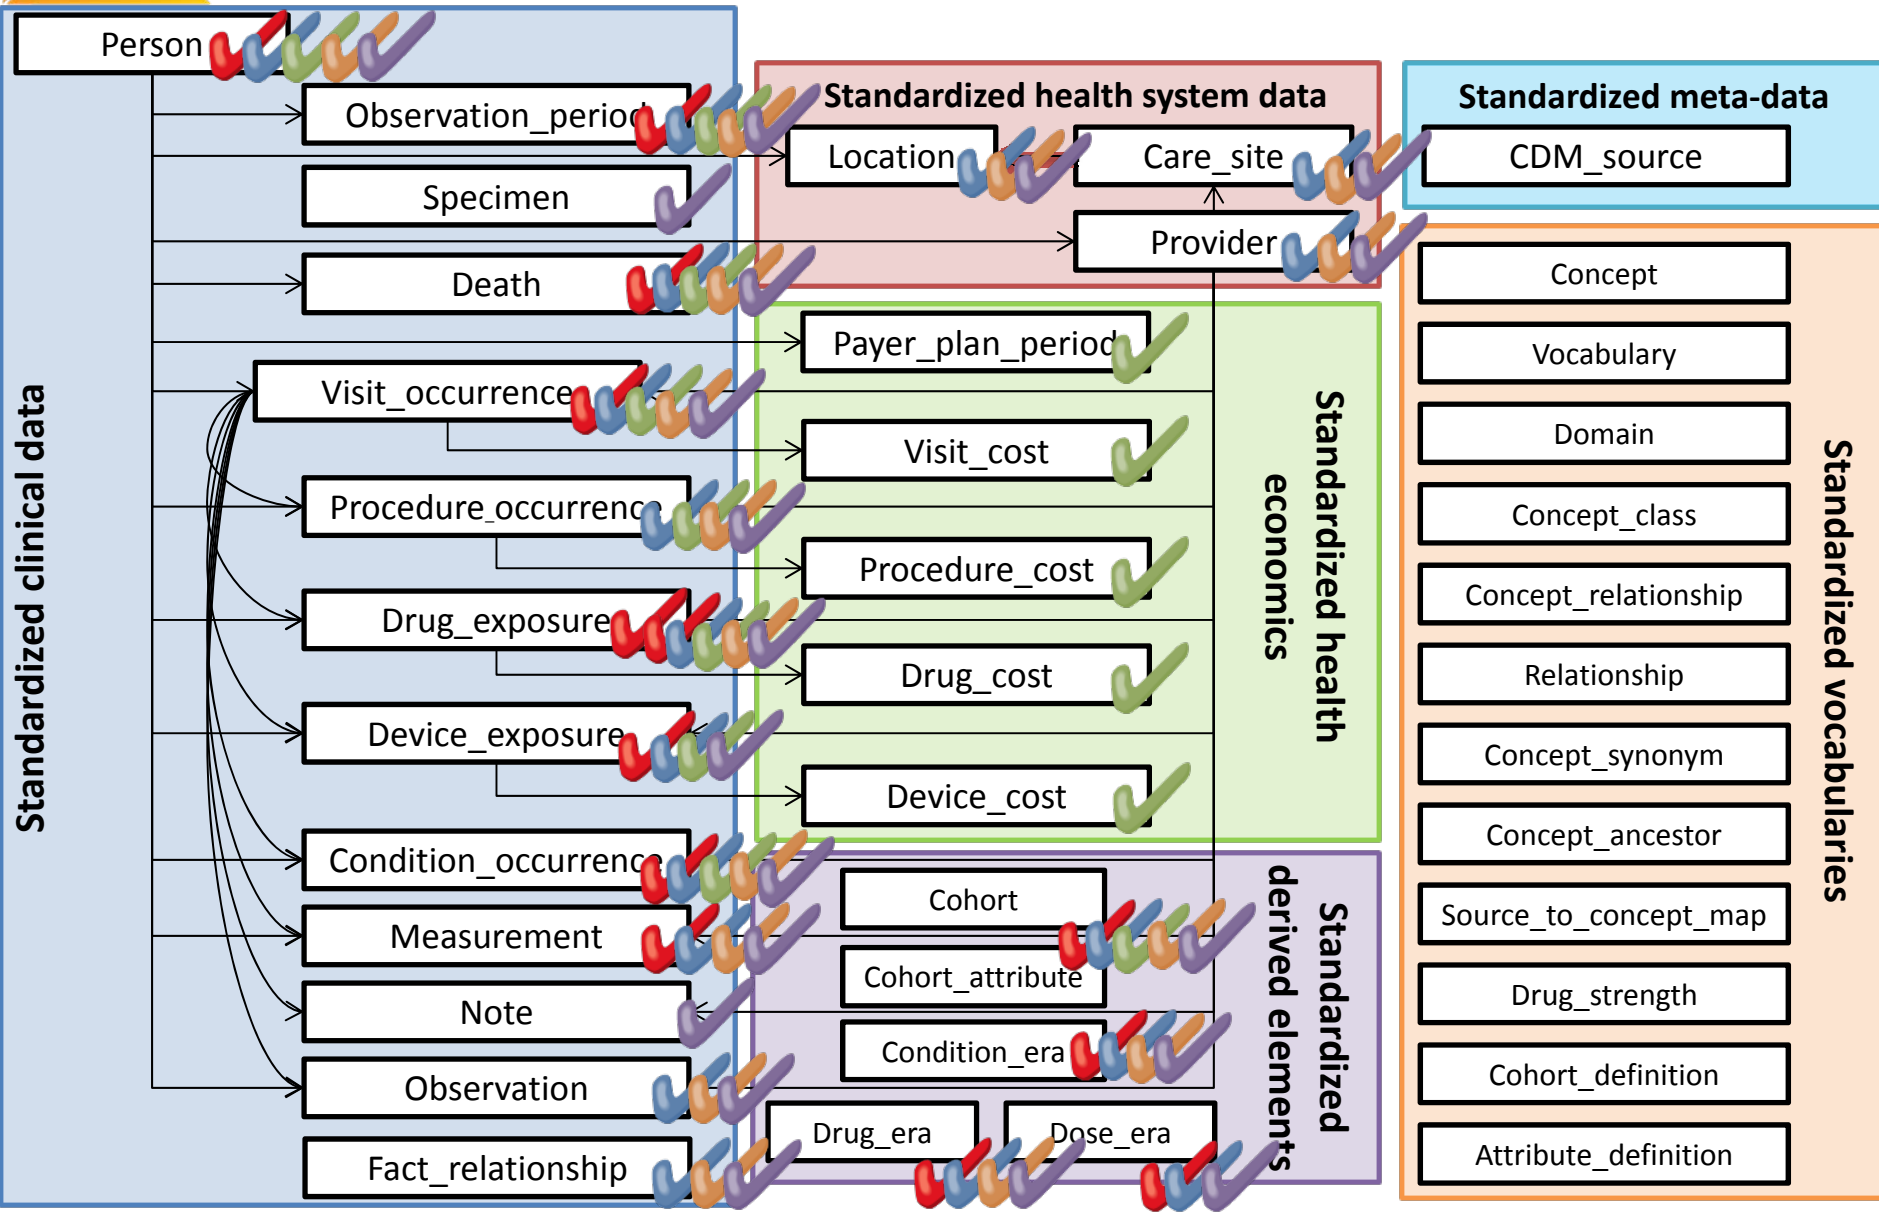 Person
Standardized clinical data
Observation_period
Specimen
Death
Visit_occurrence
Procedure_occurrence
Drug_exposure
Device_exposure
Condition_occurrence
Measurement
Note
Observation
Fact_relationship
Standardized health system data
Location
Care_site
Provider
Payer_plan_period
Visit_cost
Procedure_cost
Drug_cost
Device_cost
Standardized health
economics
Cohort
Cohort_attribute
Condition_era
Drug_era
Dose_era
Standardized
derived elements
Standardized meta-data
CDM_source
Concept
Vocabulary
Domain
Concept_class
Concept_relationship
Relationship
Concept_synonym
Concept_ancestor
Source_to_concept_map
Drug_strength
Cohort_definition
Attribute_definition
Standardized vocabularies